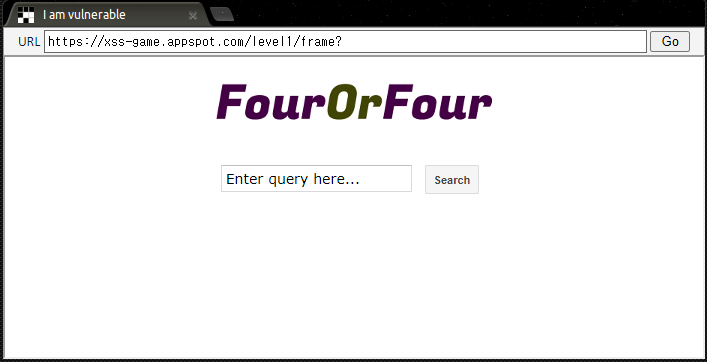 I am vulnerable
URL https://xss-game.appspot.com/level1/frame? Go
FourOrFour
Enter query here... Search